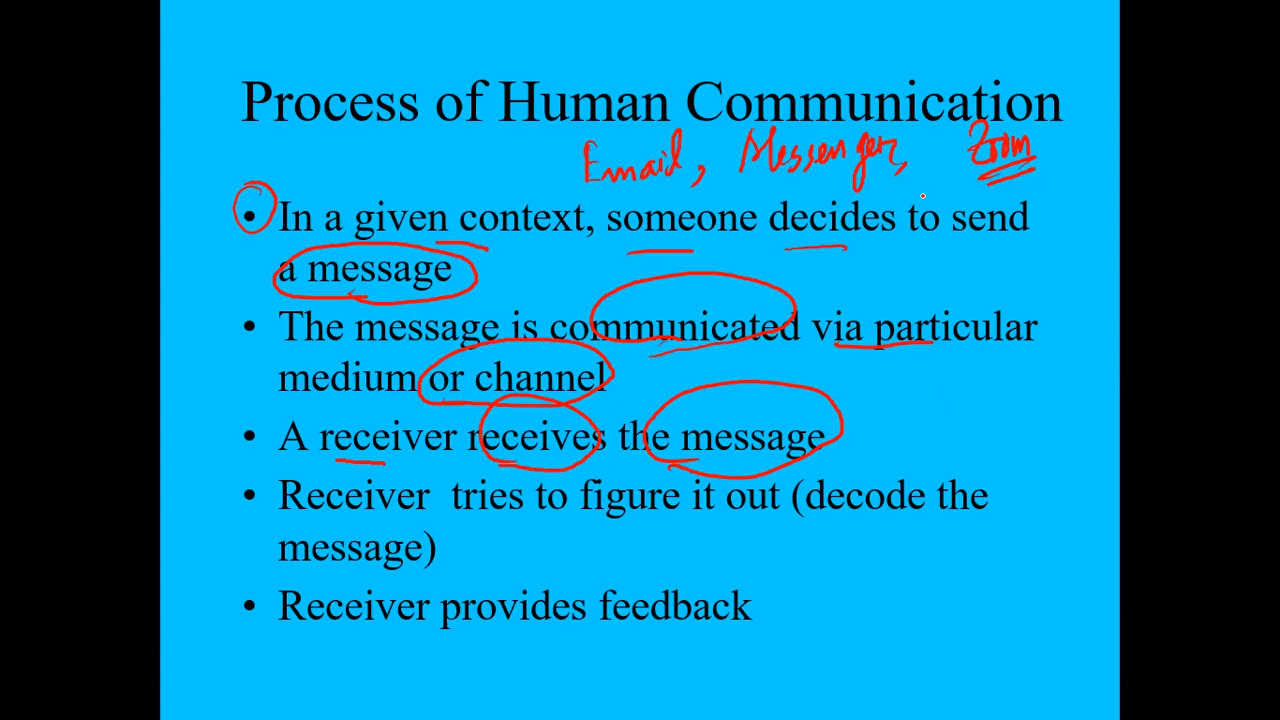 Process of Human Communication
Email, Messenger, Zoom
• In a given context, someone decides to send
a message
• The message is communicated via particular
medium or channel
• A receiver receives the message
• Receiver tries to figure it out (decode the
message)
• Receiver provides feedback